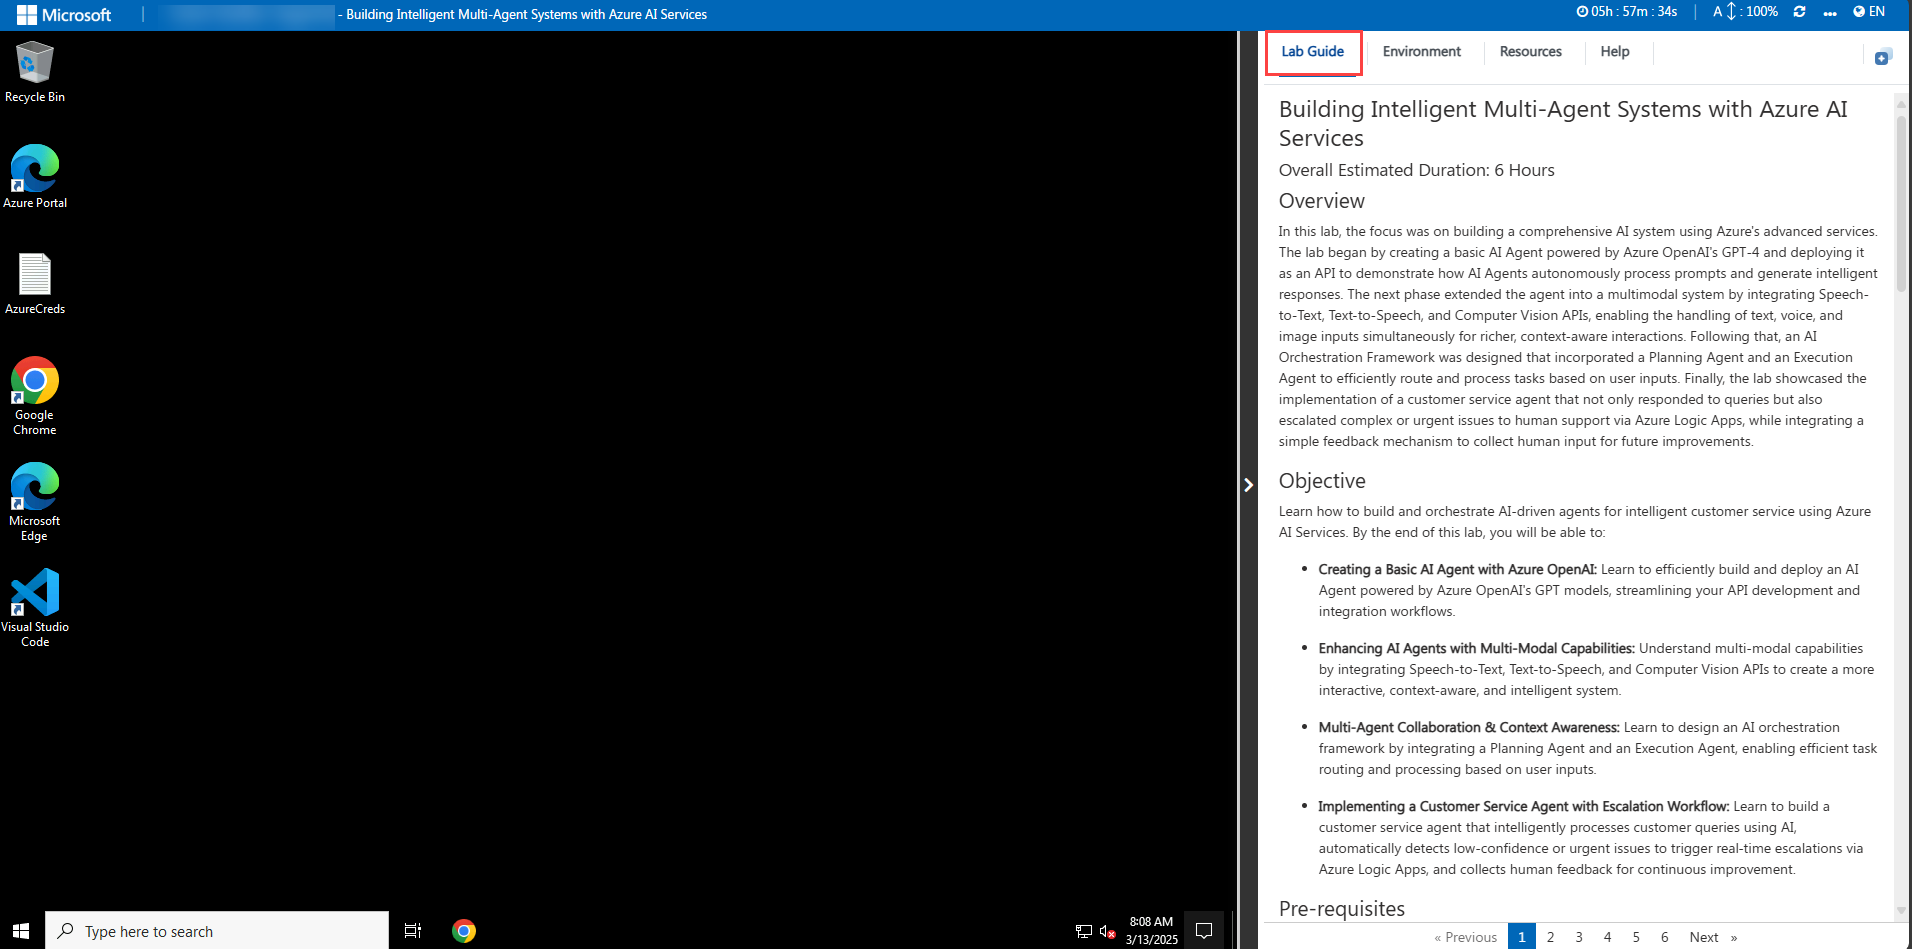 Microsoft
- Building Intelligent Multi-Agent Systems with Azure AI Services
05h : 57m : 34s
A : 100%
EN
Recycle Bin
Azure Portal
AzureCreds
Google
Chrome
Microsoft
Edge
Visual Studio
Code
Lab Guide
Environment
Resources
Help
Building Intelligent Multi-Agent Systems with Azure AI
Services
Overall Estimated Duration: 6 Hours
Overview
In this lab, the focus was on building a comprehensive AI system using Azure's advanced services.
The lab began by creating a basic AI Agent powered by Azure OpenAI's GPT-4 and deploying it
as an API to demonstrate how AI Agents autonomously process prompts and generate intelligent
responses. The next phase extended the agent into a multimodal system by integrating Speech-
to-Text, Text-to-Speech, and Computer Vision APIs, enabling the handling of text, voice, and
image inputs simultaneously for richer, context-aware interactions. Following that, an AI
Orchestration Framework was designed that incorporated a Planning Agent and an Execution
Agent to efficiently route and process tasks based on user inputs. Finally, the lab showcased the
implementation of a customer service agent that not only responded to queries but also
escalated complex or urgent issues to human support via Azure Logic Apps, while integrating a
simple feedback mechanism to collect human input for future improvements.
Objective
Learn how to build and orchestrate AI-driven agents for intelligent customer service using Azure
AI Services. By the end of this lab, you will be able to:
• Creating a Basic AI Agent with Azure OpenAI: Learn to efficiently build and deploy an AI
Agent powered by Azure OpenAI's GPT models, streamlining your API development and
integration workflows.
• Enhancing AI Agents with Multi-Modal Capabilities: Understand multi-modal capabilities
by integrating Speech-to-Text, Text-to-Speech, and Computer Vision APIs to create a more
interactive, context-aware, and intelligent system.
• Multi-Agent Collaboration & Context Awareness: Learn to design an AI orchestration
framework by integrating a Planning Agent and an Execution Agent, enabling efficient task
routing and processing based on user inputs.
• Implementing a Customer Service Agent with Escalation Workflow: Learn to build a
customer service agent that intelligently processes customer queries using AI,
automatically detects low-confidence or urgent issues to trigger real-time escalations via
Azure Logic Apps, and collects human feedback for continuous improvement.
Pre-requisites
« Previous 1 2 3 4 5 6 Next »
Type here to search
8:08 AM
3/13/2025